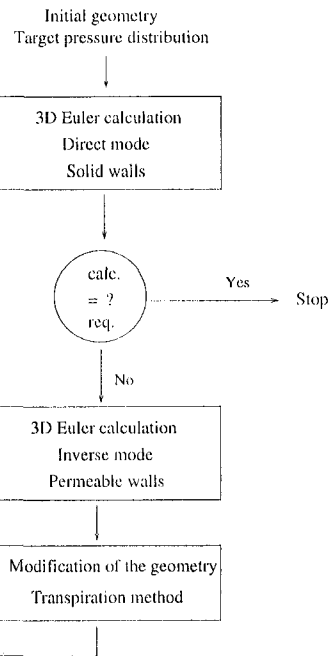 Initial geometry
Target pressure distribution
3D Euler calculation
Direct mode
Solid walls
calc.
= ?
req.
Yes
Stop
No
3D Euler calculation
Inverse mode
Permeable walls
Modification of the geometry
Transpiration method